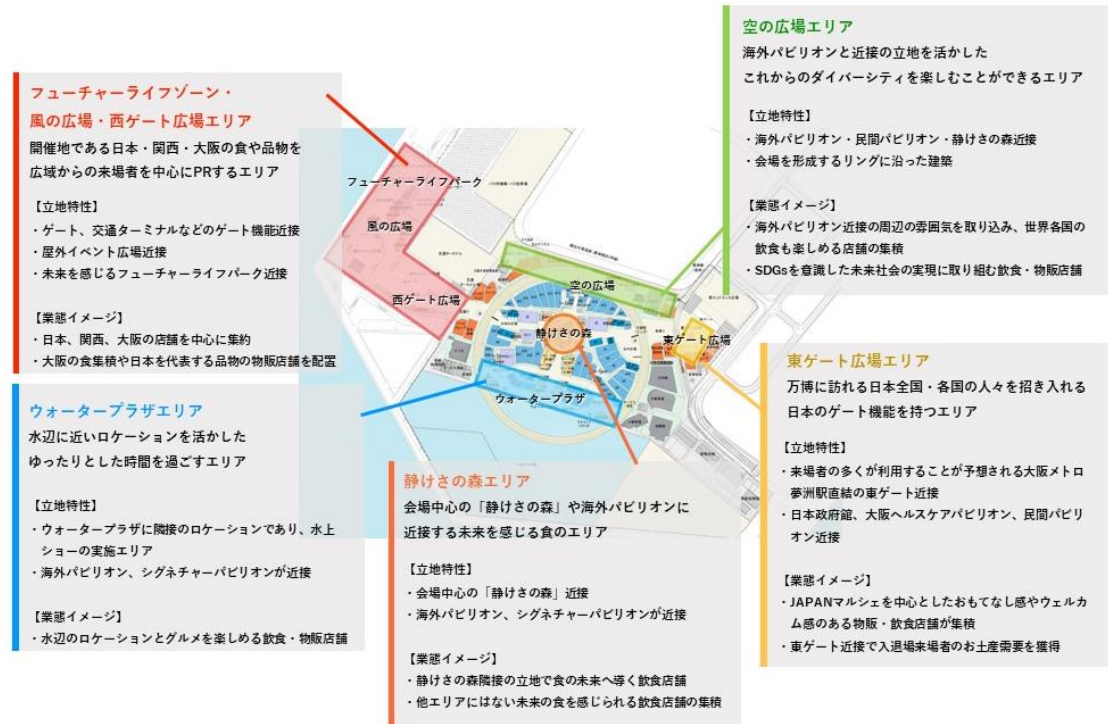 フューチャーライフゾーン・
風の広場・西ゲート広場エリア
開催地である日本・関西・大阪の食や品物を
広域からの来場者を中心にPRするエリア
【立地特性】
・ゲート、交通ターミナルなどのゲート機能近接
・屋外イベント広場近接
・未来を感じるフューチャーライフパーク近接
【業態イメージ】
・日本、関西、大阪の店舗を中心に集約
・大阪の食集積や日本を代表する品物の物販店舗を配置
ウォータープラザエリア
水辺に近いロケーションを活かした
ゆったりとした時間を過ごすエリア
【立地特性】
・ウォータープラザに隣接のロケーションであり、水上
ショーの実施エリア
・海外パビリオン、シグネチャーパビリオンが近接
【業態イメージ】
・水辺のロケーションとグルメを楽しめる飲食・物販店舗
フューチャーライフパーク
風の広場
西ゲート広場
空の広場
静けさの森
東ゲート広場
ウォータープラザ
静けさの森エリア
会場中心の「静けさの森」や海外パビリオンに
近接する未来を感じる食のエリア
【立地特性】
・会場中心の「静けさの森」近接
・海外パビリオン、シグネチャーパビリオンが近接
【業態イメージ】
・静けさの森隣接の立地で食の未来へ導く飲食店舗
・他エリアにはない未来の食を感じられる飲食店舗の集積
空の広場エリア
海外パビリオンと近接の立地を活かした
これからのダイバーシティを楽しむことができるエリア
【立地特性】
・海外パビリオン・民間パビリオン・静けさの森近接
・会場を形成するリングに沿った建築
【業態イメージ】
・海外パビリオン近接の周辺の雰囲気を取り込み、世界各国の
飲食も楽しめる店舗の集積
・SDGsを意識した未来社会の実現に取り組む飲食・物販店舗
東ゲート広場エリア
万博に訪れる日本全国・各国の人々を招き入れる
日本のゲート機能を持つエリア
【立地特性】
・来場者の多くが利用することが予想される大阪メトロ
夢洲駅直結の東ゲート近接
・日本政府館、大阪ヘルスケアパビリオン、民間パビリ
オン近接
【業態イメージ】
・JAPANマルシェを中心としたおもてなし感やウェルカ
ム感のある物販・飲食店舗が集積
・東ゲート近接で入退場来場者のお土産需要を獲得